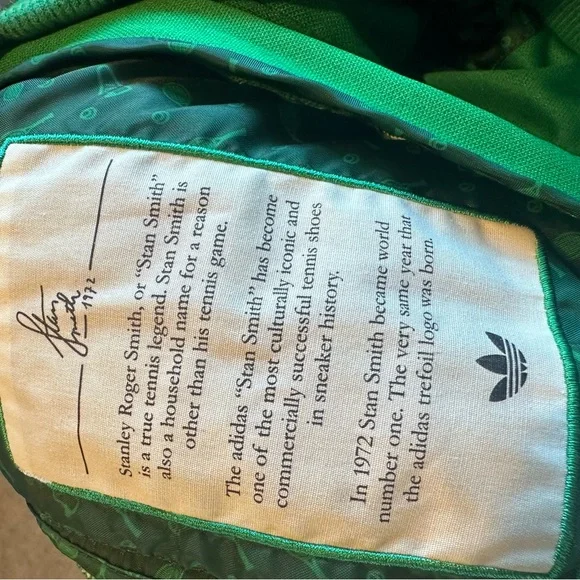 Stan
Smith
1972
Stanley Roger Smith, or “Stan Smith”
is a true tennis legend. Stan Smith is
also a household name for a reason
other than his tennis game.
The adidas “Stan Smith” has become
one of the most culturally iconic and
commercially successful tennis shoes
in sneaker history.
In 1972 Stan Smith became world
number one. The very same year that
the adidas trefoil logo was born.